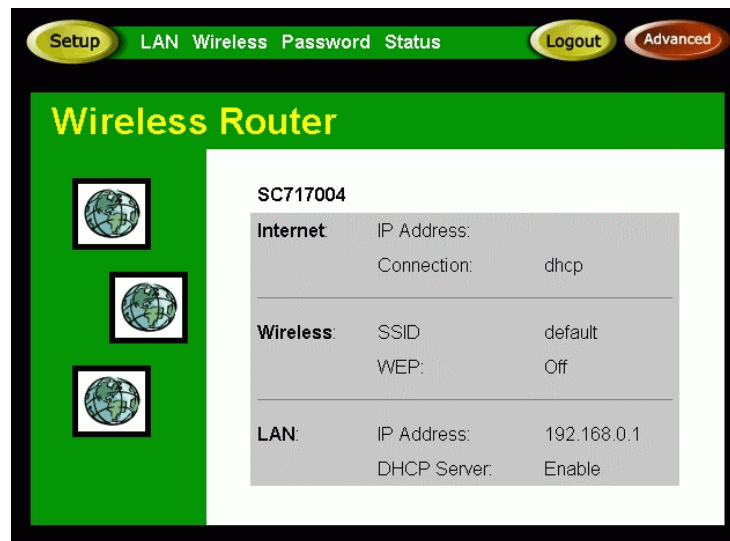 Setup LAN Wireless Password Status Logout Advanced
Wireless Router
SC717004
Internet: IP Address:
Connection: dhcp
Wireless: SSID default
WEP: Off
LAN: IP Address: 192.168.0.1
DHCP Server: Enable